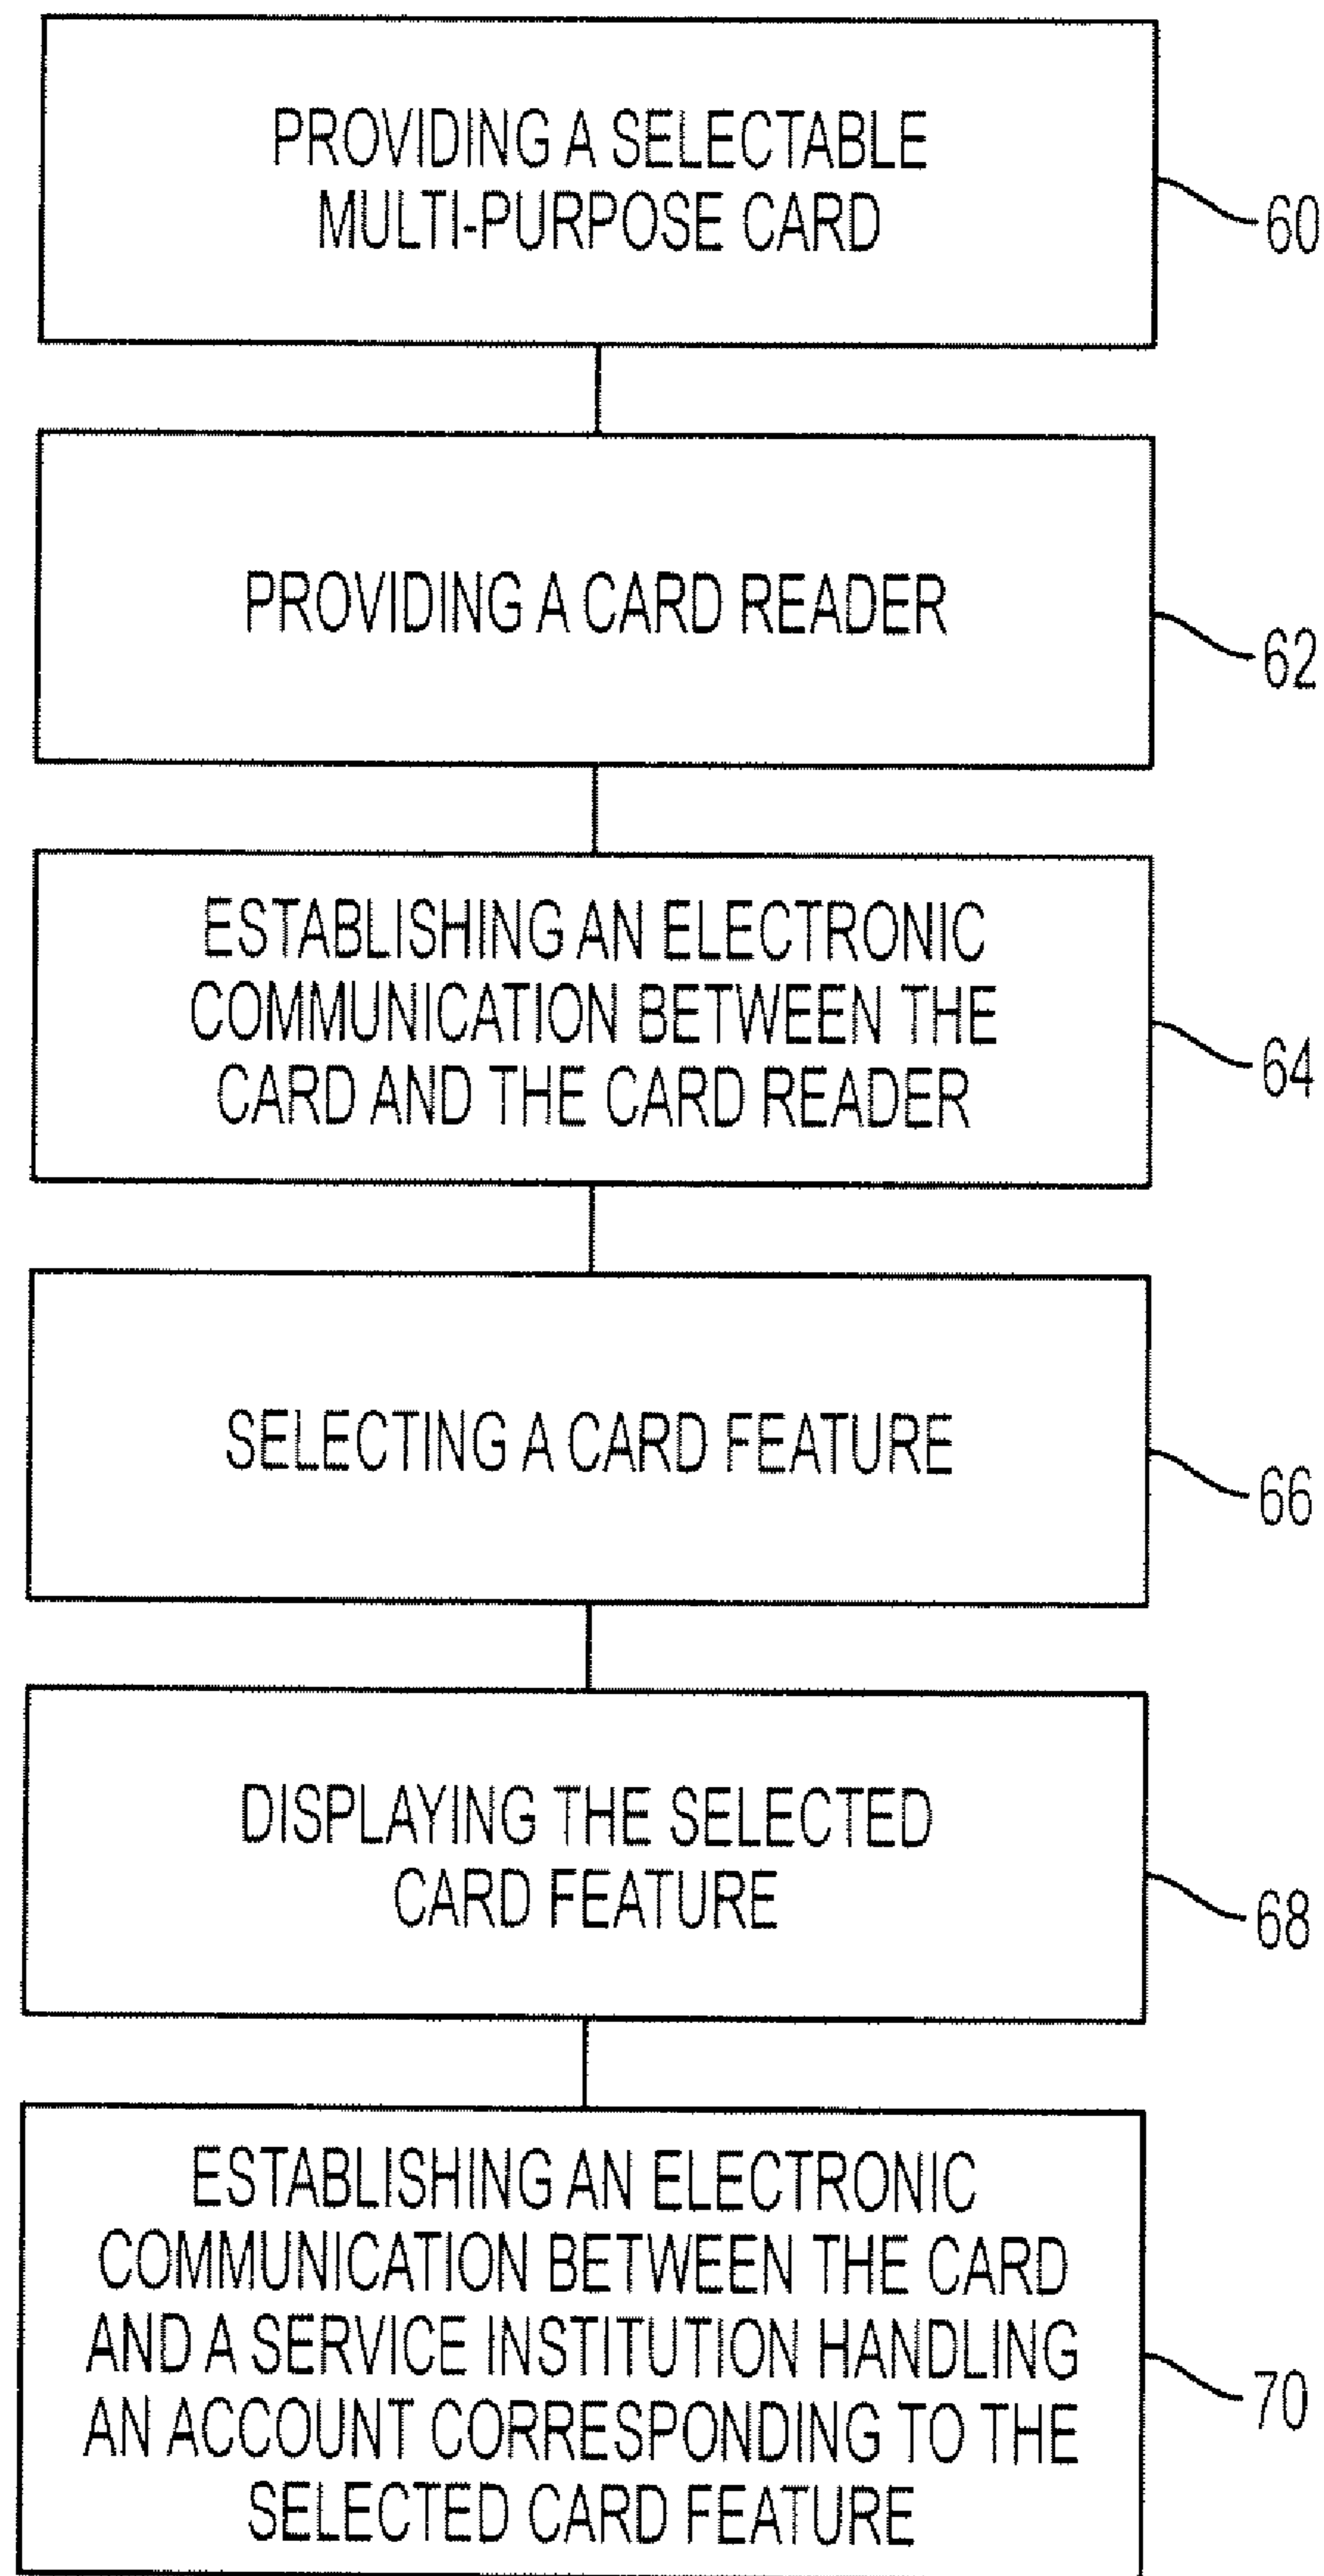 PROVIDING A SELECTABLE
MULTI-PURPOSE CARD
60
PROVIDING A CARD READER
62
ESTABLISHING AN ELECTRONIC
COMMUNICATION BETWEEN THE
CARD AND THE CARD READER
64
SELECTING A CARD FEATURE
66
DISPLAYING THE SELECTED
CARD FEATURE
68
ESTABLISHING AN ELECTRONIC
COMMUNICATION BETWEEN THE CARD
AND A SERVICE INSTITUTION HANDLING
AN ACCOUNT CORRESPONDING TO THE
SELECTED CARD FEATURE
70